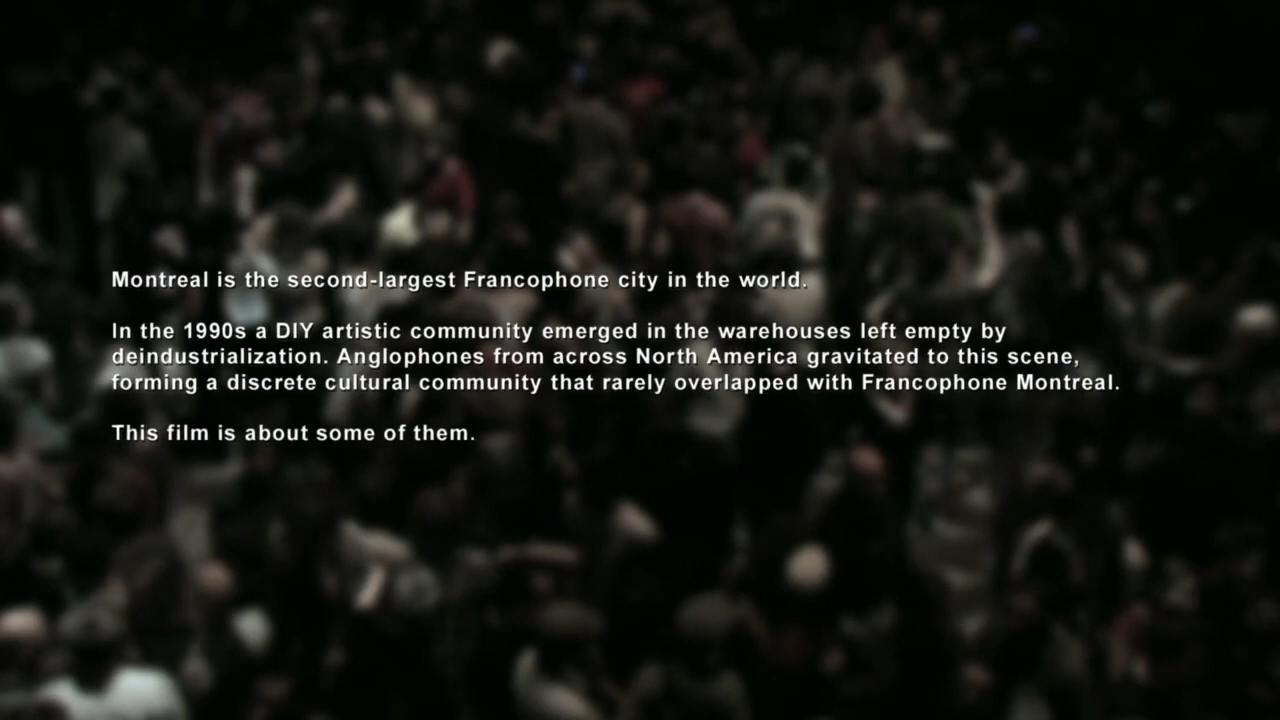 Montreal is the second-largest Francophone city in the world.
In the 1990s a DIY artistic community emerged in the warehouses left empty by
deindustrialization. Anglophones from across North America gravitated to this scene,
forming a discrete cultural community that rarely overlapped with Francophone Montreal.
This film is about some of them.